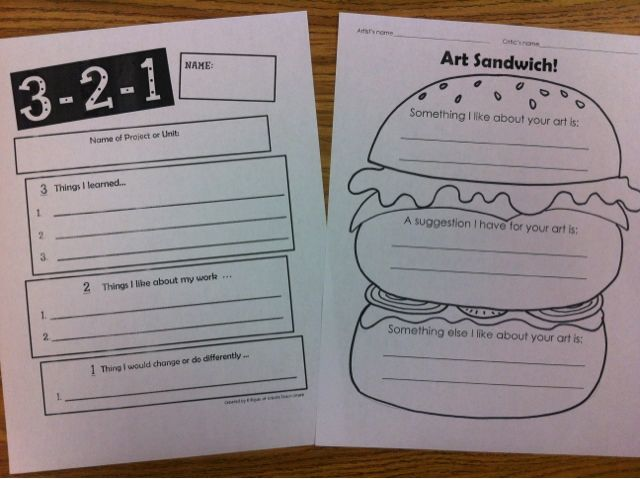 3-2-1
NAME:
Name of Project or Unit:
3 Things I learned...
1.
2.
3.
2 Things I like about my work ...
1.
2.
1 Thing I would change or do differently ...
1.
Artist's name
Critic's name
Art Sandwich!
Something I like about your art is:
A suggestion I have for your art is:
Something else I like about your art is: